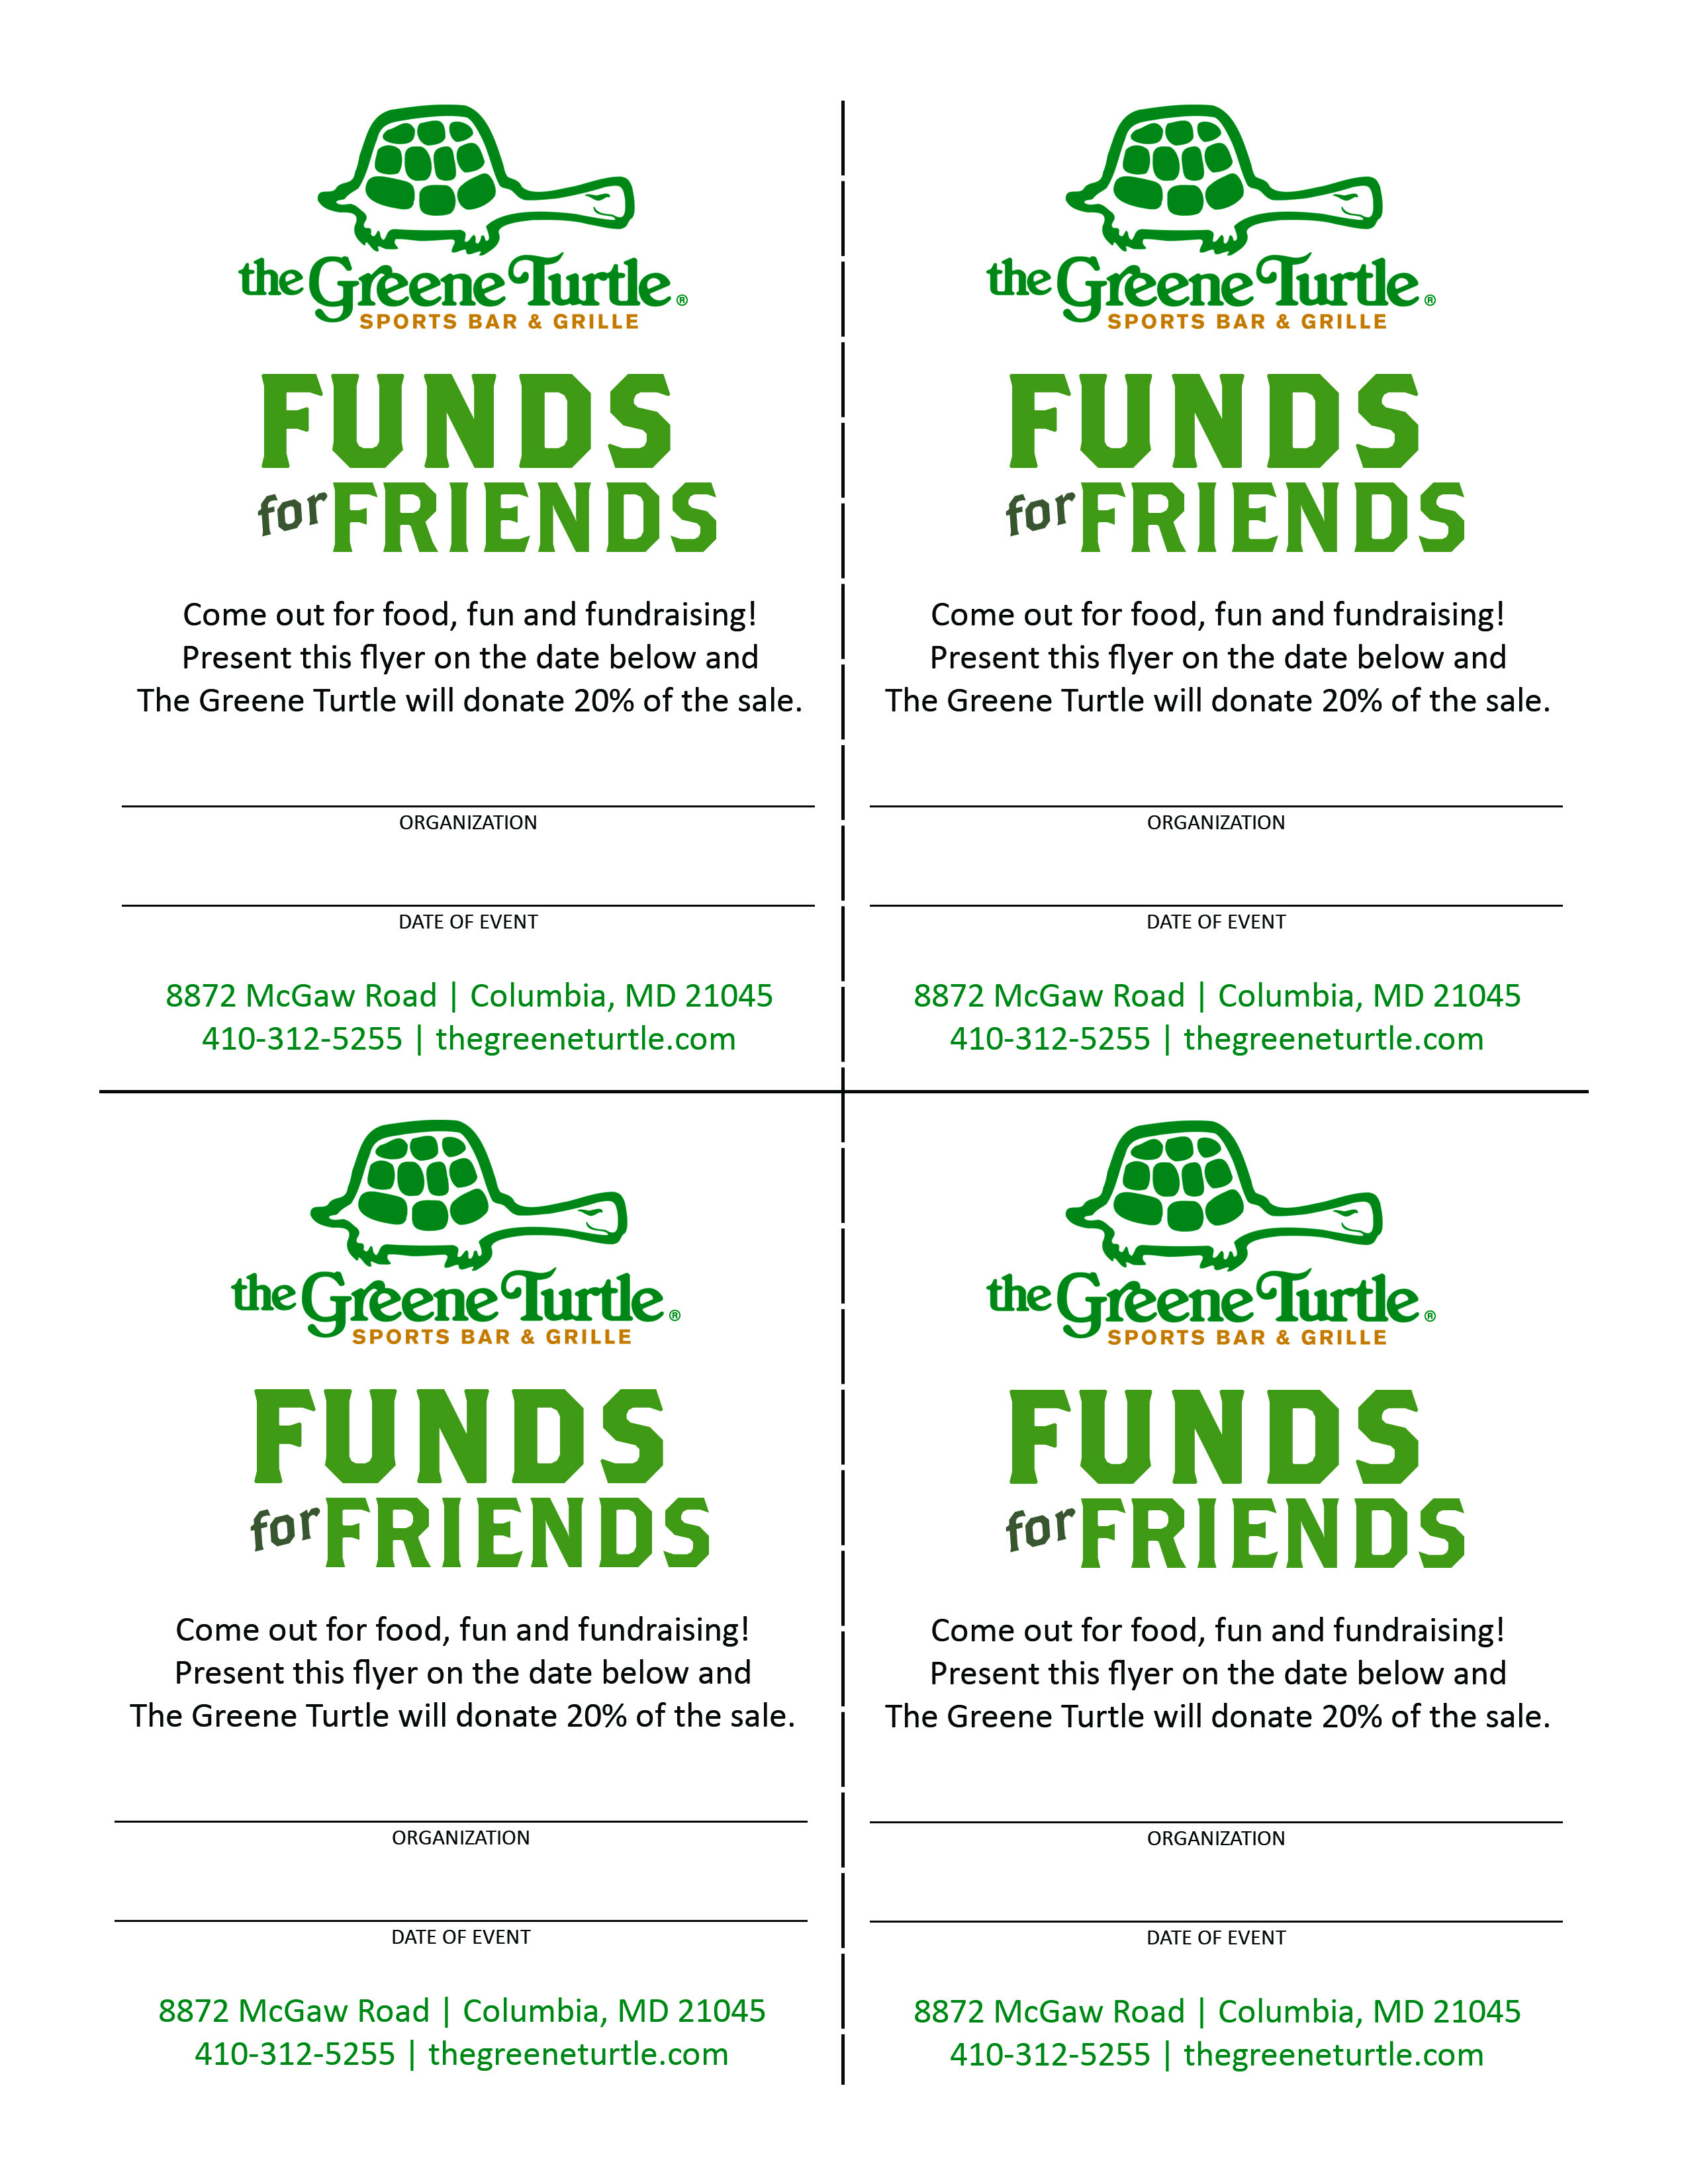 the Greene Turtle®
SPORTS BAR & GRILLE
FUNDS
for FRIENDS
Come out for food, fun and fundraising!
Present this flyer on the date below and
The Greene Turtle will donate 20% of the sale.
ORGANIZATION
DATE OF EVENT
8872 McGaw Road | Columbia, MD 21045
410-312-5255 | thegreeneturtle.com
the Greene Turtle®
SPORTS BAR & GRILLE
FUNDS
for FRIENDS
Come out for food, fun and fundraising!
Present this flyer on the date below and
The Greene Turtle will donate 20% of the sale.
ORGANIZATION
DATE OF EVENT
8872 McGaw Road | Columbia, MD 21045
410-312-5255 | thegreeneturtle.com
the Greene Turtle®
SPORTS BAR & GRILLE
FUNDS
for FRIENDS
Come out for food, fun and fundraising!
Present this flyer on the date below and
The Greene Turtle will donate 20% of the sale.
ORGANIZATION
DATE OF EVENT
8872 McGaw Road | Columbia, MD 21045
410-312-5255 | thegreeneturtle.com
the Greene Turtle®
SPORTS BAR & GRILLE
FUNDS
for FRIENDS
Come out for food, fun and fundraising!
Present this flyer on the date below and
The Greene Turtle will donate 20% of the sale.
ORGANIZATION
DATE OF EVENT
8872 McGaw Road | Columbia, MD 21045
410-312-5255 | thegreeneturtle.com